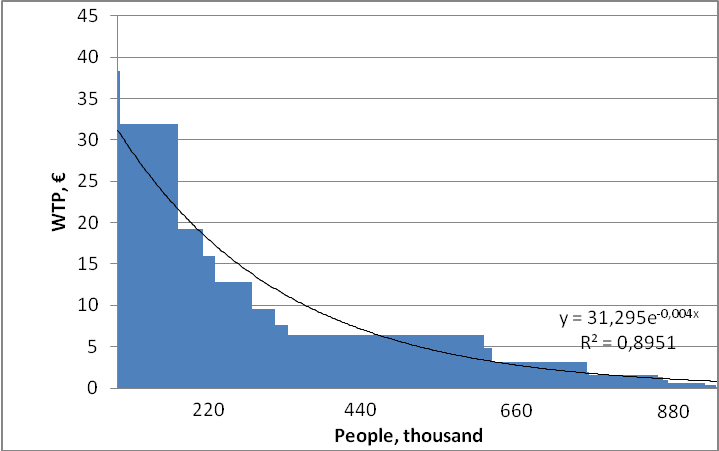 45
40
35
30
25
20
15
10
5
0
WTP, €
y = 31,295e^-0,004x
R² = 0,8951
220 440 660 880
People, thousand